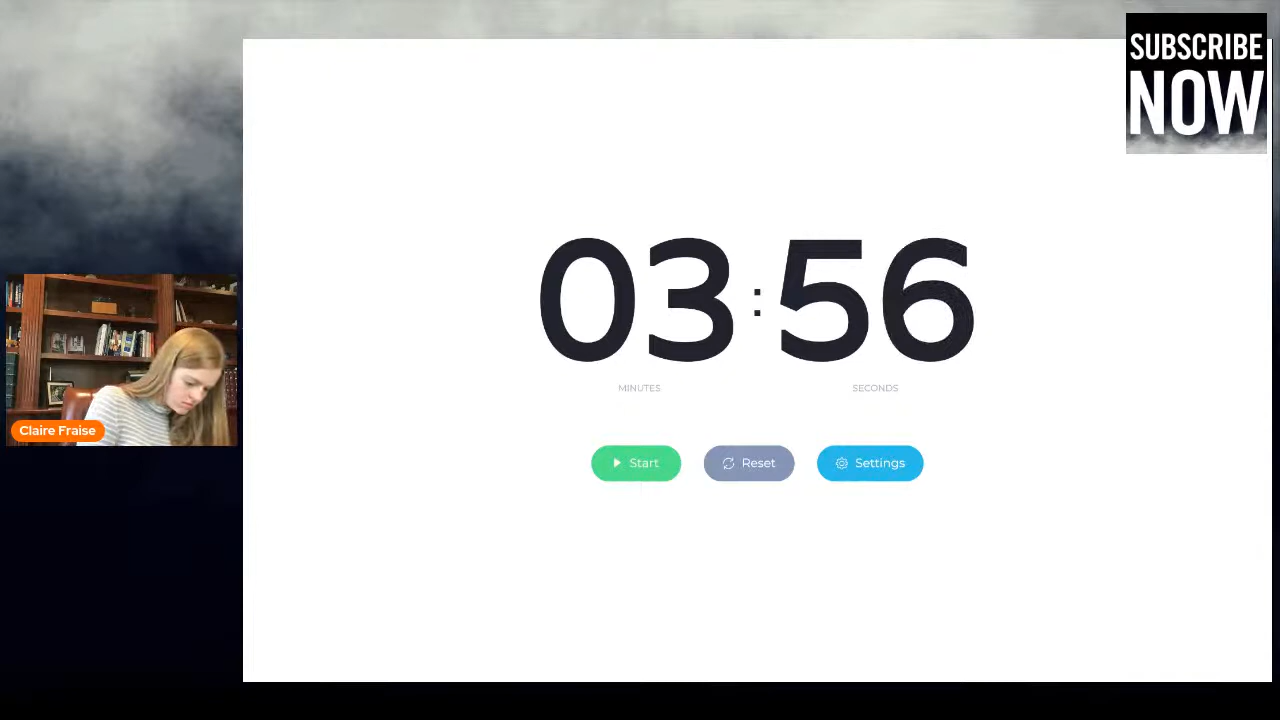 SUBSCRIBE
NOW
03:56
MINUTES SECONDS
Start Reset Settings
Claire Fraise